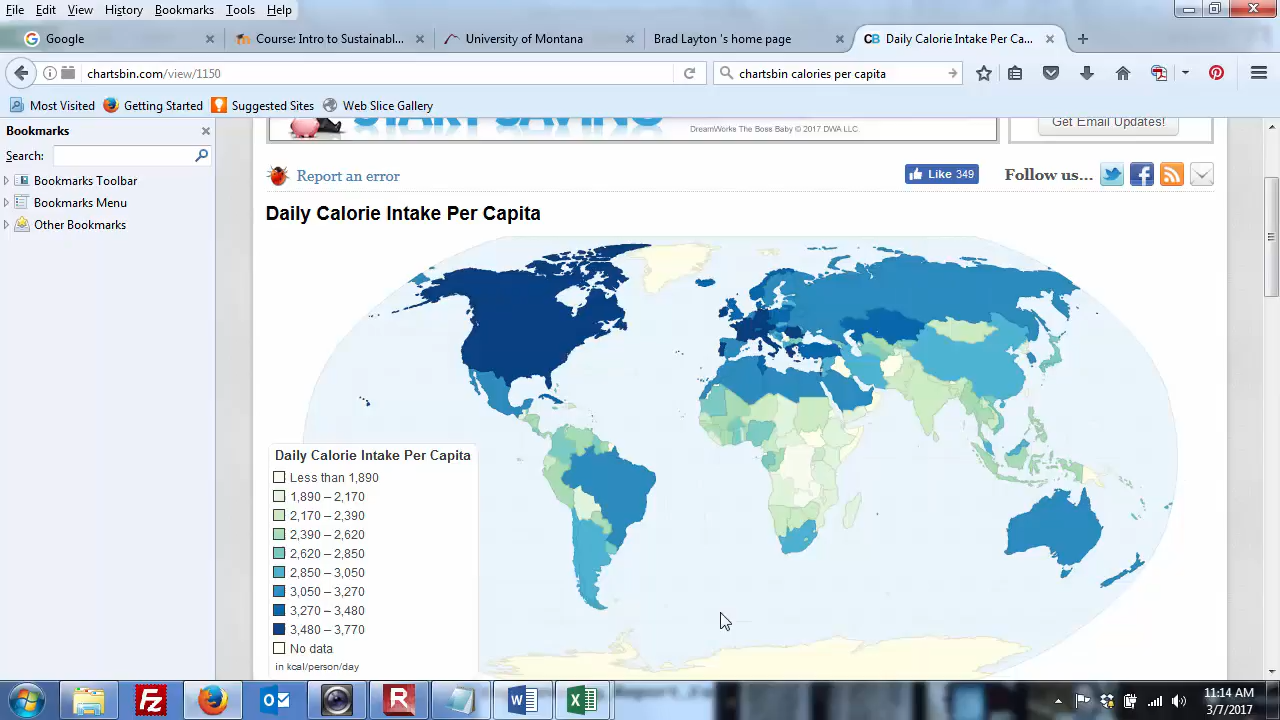 File Edit View History Bookmarks Tools Help
Google
Course: Intro to Sustainabl...
University of Montana
Brad Layton 's home page
CB Daily Calorie Intake Per Ca...
chartsbin.com/view/1150
chartsbin calories per capita
Most Visited Getting Started Suggested Sites Web Slice Gallery
Bookmarks
Search:
Bookmarks Toolbar
Bookmarks Menu
Other Bookmarks
START SAVING
DreamWorks The Boss Baby © 2017 DWA LLC
Get Email Updates!
Report an error
Like 349
Follow us...
Daily Calorie Intake Per Capita
Daily Calorie Intake Per Capita
Less than 1,890
1,890 – 2,170
2,170 – 2,390
2,390 – 2,620
2,620 – 2,850
2,850 – 3,050
3,050 – 3,270
3,270 – 3,480
3,480 – 3,770
No data
in kcal/person/day
11:14 AM
3/7/2017